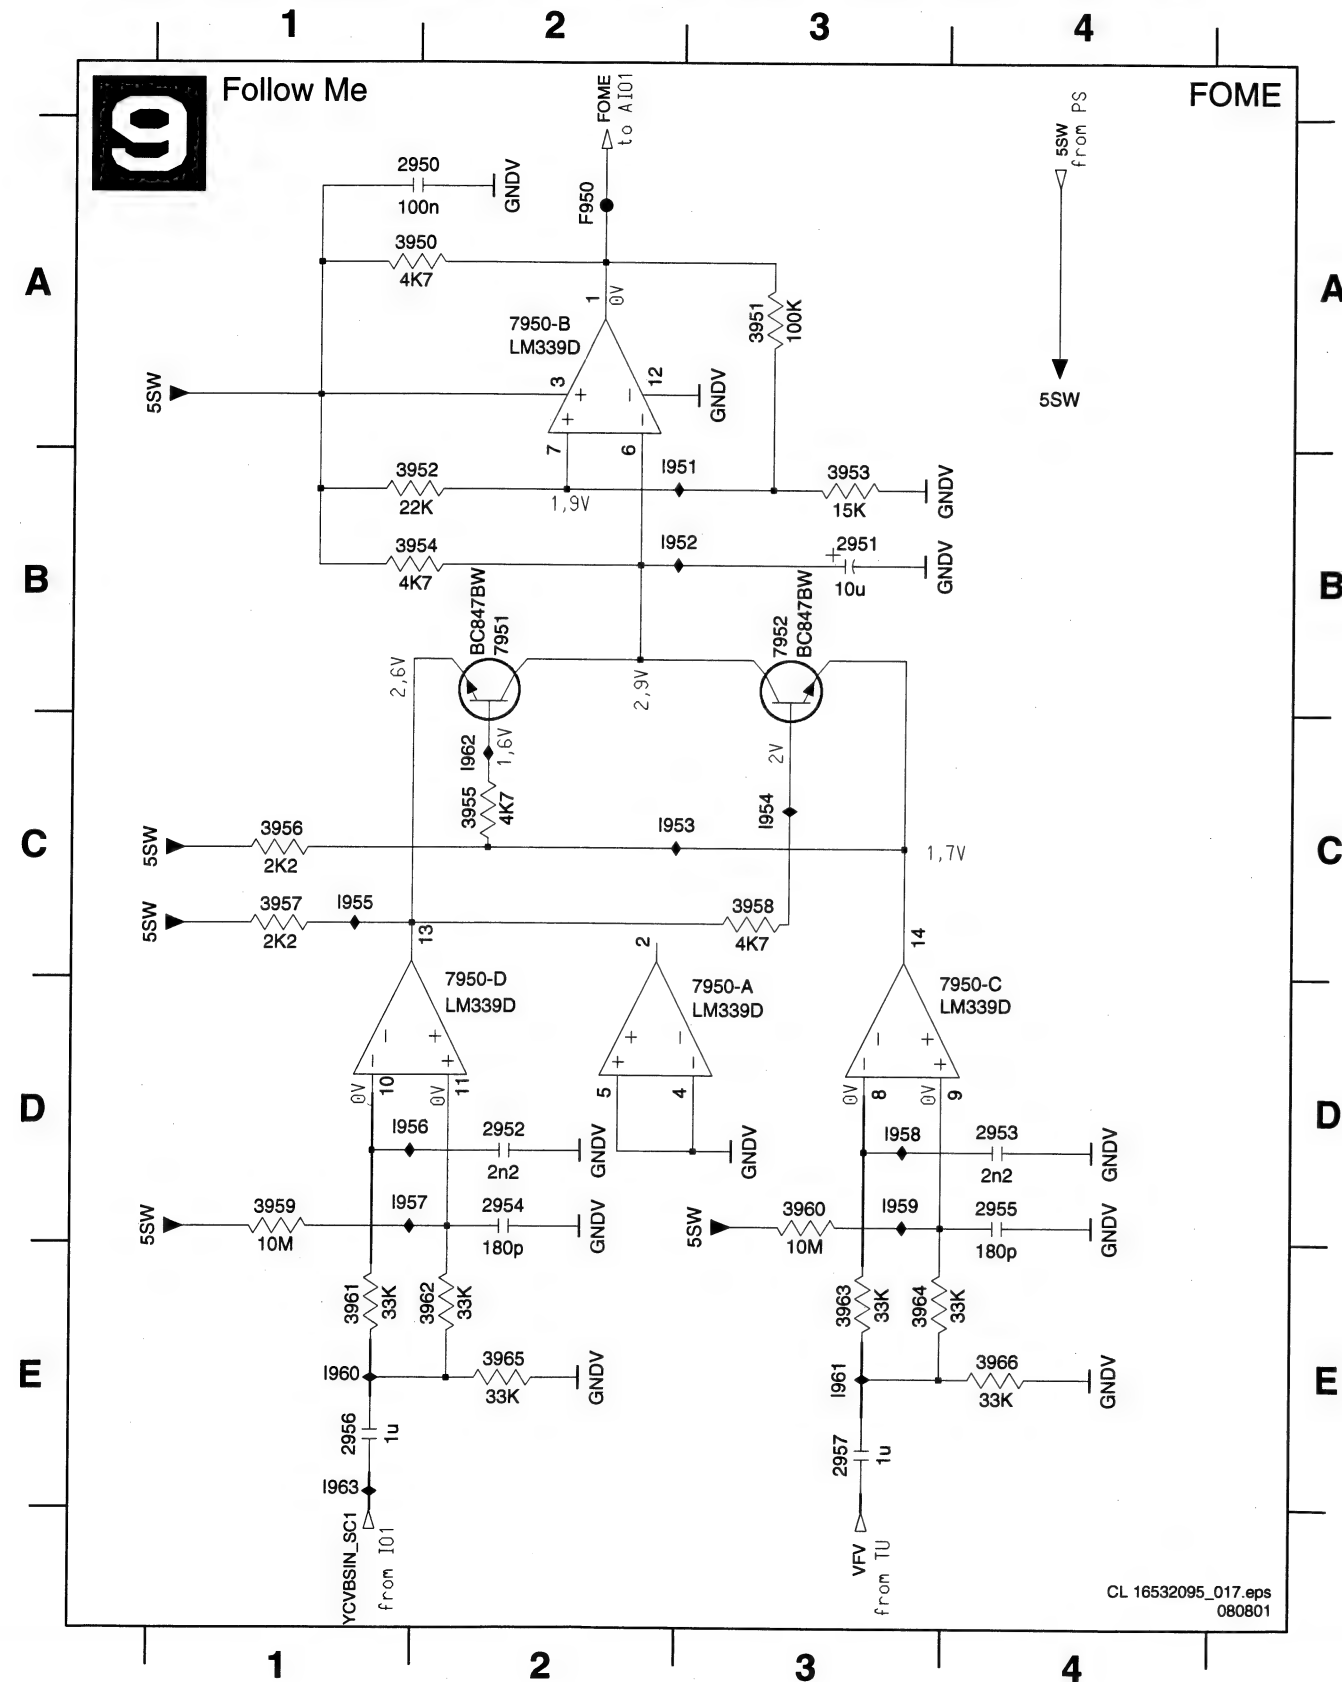 1 2 3 4
9
Follow Me
FOME
FOME
to AIO1
5SW
from PS
2950
100n
GNDV
F950
3950
4K7
A
A
1
0V
7950-B
LM339D
3951
100K
5SW
3
12
GNDV
5SW
7
6
3952
22K
1,9V
I951
3953
15K
GNDV
3954
4K7
I952
2951
10u
GNDV
B
B
BC847BW
7951
7952
BC847BW
2,6V
2,9V
I962
1,6V
2V
3955
4K7
I954
5SW
3956
2K2
I953
1,7V
C
C
5SW
3957
2K2
I955
3958
4K7
13
2
14
7950-D
LM339D
7950-A
LM339D
7950-C
LM339D
0V
10
0V
11
5
4
0V
8
0V
9
D
D
I956
2952
2n2
GNDV
GNDV
I958
2953
2n2
GNDV
5SW
3959
10M
I957
2954
180p
GNDV
5SW
3960
10M
I959
2955
180p
GNDV
3961
33K
3962
33K
3963
33K
3964
33K
E
E
I960
3965
33K
GNDV
I961
3966
33K
GNDV
2956
1u
2957
1u
I963
YCVBSIN_SC1
from IO1
VFV
from TU
CL 16532095_017.eps
080801
1 2 3 4